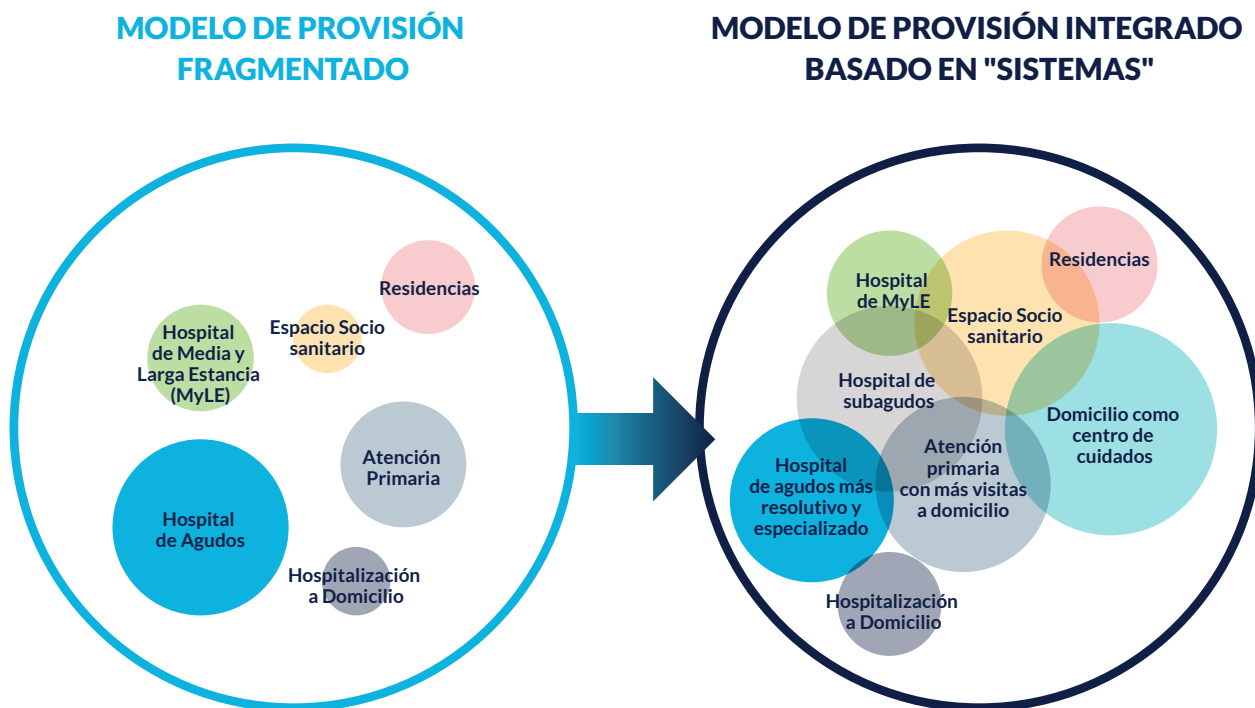 MODELO DE PROVISIÓN
FRAGMENTADO
Residencias
Espacio Socio
sanitario
Hospital
de Media y
Larga Estancia
(MyLE)
Atención
Primaria
Hospital
de Agudos
Hospitalización
a Domicilio
MODELO DE PROVISIÓN INTEGRADO
BASADO EN "SISTEMAS"
Residencias
Hospital
de MyLE
Espacio Socio
sanitario
Hospital de
subagudos
Domicilio como
centro de
cuidados
Atención
primaria
con más visitas
a domicilio
Hospital
de agudos más
resolutivo y
especializado
Hospitalización
a Domicilio